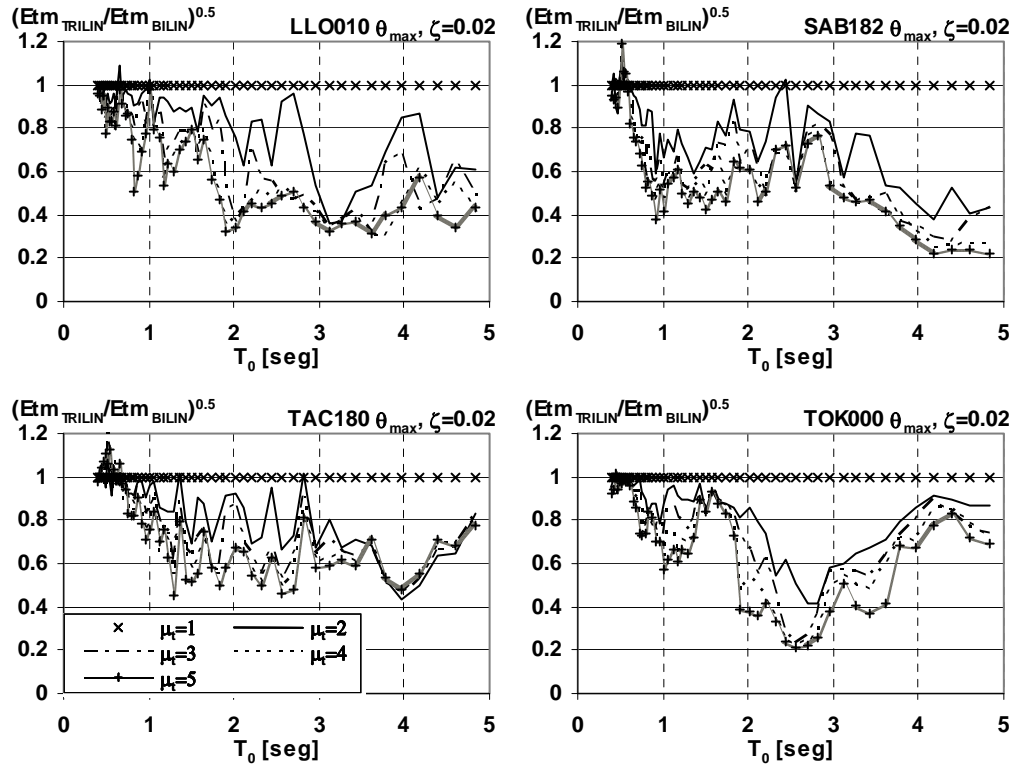 (Etm TRILIN/Etm BILIN)^0.5 LLO010 θmax, ζ=0.02
1.2
1
0.8
0.6
0.4
0.2
0
0 1 2 3 4 5
T0 [seg]
(Etm TRILIN/Etm BILIN)^0.5 SAB182 θmax, ζ=0.02
1.2
1
0.8
0.6
0.4
0.2
0
0 1 2 3 4 5
T0 [seg]
(Etm TRILIN/Etm BILIN)^0.5 TAC180 θmax, ζ=0.02
1.2
1
0.8
0.6
0.4
0.2
0
μt=1 μt=2
μt=3 μt=4
μt=5
0 1 2 3 4 5
T0 [seg]
(Etm TRILIN/Etm BILIN)^0.5 TOK000 θmax, ζ=0.02
1.2
1
0.8
0.6
0.4
0.2
0
0 1 2 3 4 5
T0 [seg]